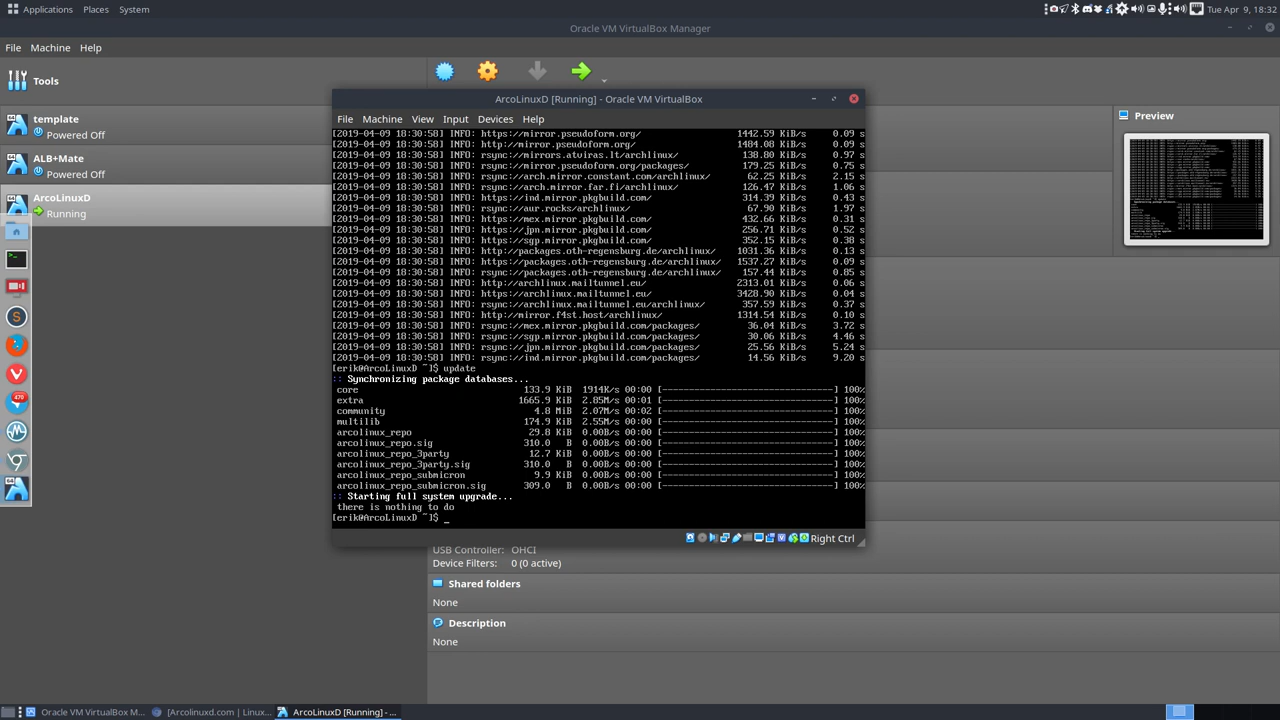 Applications Places System
Tue Apr 9, 18:32
Oracle VM VirtualBox Manager
File Machine Help
Tools
template
Powered Off
ALB+Mate
Powered Off
ArcoLinuxD
Running
Preview
ArcoLinuxD [Running] - Oracle VM VirtualBox
File Machine View Input Devices Help
[2019-04-09 18:30:58] INFO: https://mirror.pseudoform.org/ 1442.59 KiB/s 0.09 s
[2019-04-09 18:30:58] INFO: http://mirror.pseudoform.org/ 1484.08 KiB/s 0.09 s
[2019-04-09 18:30:58] INFO: rsync://mirrors.atviras.lt/archlinux/ 138.80 KiB/s 0.97 s
[2019-04-09 18:30:58] INFO: rsync://mirror.pseudoform.org/packages/ 179.25 KiB/s 0.75 s
[2019-04-09 18:30:58] INFO: rsync://arch.mirror.constant.com/archlinux/ 62.25 KiB/s 2.15 s
[2019-04-09 18:30:58] INFO: rsync://arch.mirror.far.fi/archlinux/ 126.47 KiB/s 1.06 s
[2019-04-09 18:30:58] INFO: https://ind.mirror.pkgbuild.com/ 314.39 KiB/s 0.43 s
[2019-04-09 18:30:58] INFO: rsync://aur.rocks/archlinux/ 67.90 KiB/s 1.97 s
[2019-04-09 18:30:58] INFO: https://mex.mirror.pkgbuild.com/ 432.66 KiB/s 0.31 s
[2019-04-09 18:30:58] INFO: https://jpn.mirror.pkgbuild.com/ 256.71 KiB/s 0.52 s
[2019-04-09 18:30:58] INFO: https://sgp.mirror.pkgbuild.com/ 352.15 KiB/s 0.38 s
[2019-04-09 18:30:58] INFO: http://packages.oth-regensburg.de/archlinux/ 1031.36 KiB/s 0.13 s
[2019-04-09 18:30:58] INFO: https://packages.oth-regensburg.de/archlinux/ 1537.27 KiB/s 0.09 s
[2019-04-09 18:30:58] INFO: rsync://packages.oth-regensburg.de/archlinux/ 157.44 KiB/s 0.85 s
[2019-04-09 18:30:58] INFO: http://archlinux.mailtunnel.eu/ 2313.01 KiB/s 0.06 s
[2019-04-09 18:30:58] INFO: https://archlinux.mailtunnel.eu/ 3428.90 KiB/s 0.04 s
[2019-04-09 18:30:58] INFO: rsync://archlinux.mailtunnel.eu/archlinux/ 357.59 KiB/s 0.37 s
[2019-04-09 18:30:58] INFO: http://mirror.f4st.host/archlinux/ 1314.54 KiB/s 0.10 s
[2019-04-09 18:30:58] INFO: rsync://mex.mirror.pkgbuild.com/packages/ 36.04 KiB/s 3.72 s
[2019-04-09 18:30:58] INFO: rsync://sgp.mirror.pkgbuild.com/packages/ 30.06 KiB/s 4.46 s
[2019-04-09 18:30:58] INFO: rsync://jpn.mirror.pkgbuild.com/packages/ 25.56 KiB/s 5.24 s
[2019-04-09 18:30:58] INFO: rsync://ind.mirror.pkgbuild.com/packages/ 14.56 KiB/s 9.20 s
[erik@ArcoLinuxD ~]$ update
:: Synchronizing package databases...
core 133.9 KiB 1914K/s 00:00 [--------------------------------] 100%
extra 1665.9 KiB 2.85M/s 00:01 [--------------------------------] 100%
community 4.8 MiB 2.07M/s 00:02 [--------------------------------] 100%
multilib 174.9 KiB 2.55M/s 00:00 [--------------------------------] 100%
arcolinux_repo 29.8 KiB 0.00B/s 00:00 [--------------------------------] 100%
arcolinux_repo.sig 310.0 B 0.00B/s 00:00 [--------------------------------] 100%
arcolinux_repo_3party 12.7 KiB 0.00B/s 00:00 [--------------------------------] 100%
arcolinux_repo_3party.sig 310.0 B 0.00B/s 00:00 [--------------------------------] 100%
arcolinux_repo_submicron 9.9 KiB 0.00B/s 00:00 [--------------------------------] 100%
arcolinux_repo_submicron.sig 309.0 B 0.00B/s 00:00 [--------------------------------] 100%
:: Starting full system upgrade...
there is nothing to do
[erik@ArcoLinuxD ~]$ _
Right Ctrl
USB Controller: OHCI
Device Filters: 0 (0 active)
Shared folders
None
Description
None
Oracle VM VirtualBox M...
[Arcolinuxd.com | Linux...
ArcoLinuxD [Running] - ...